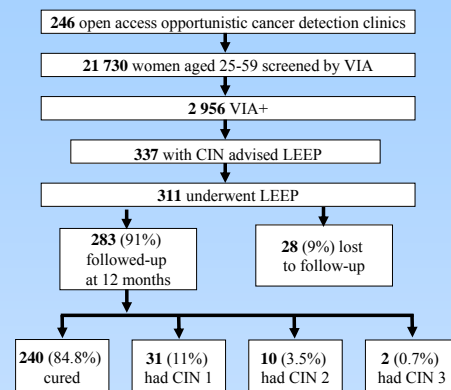 246 open access opportunistic cancer detection clinics
21 730 women aged 25-59 screened by VIA
2 956 VIA+
337 with CIN advised LEEP
311 underwent LEEP
283 (91%)
followed-up
at 12 months
28 (9%) lost
to follow-up
240 (84.8%)
cured
31 (11%)
had CIN 1
10 (3.5%)
had CIN 2
2 (0.7%)
had CIN 3